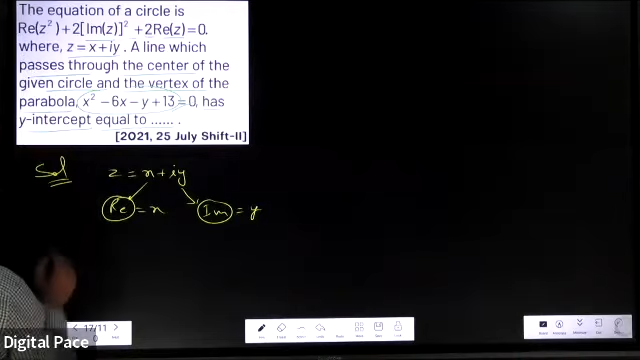 The equation of a circle is
Re(z²)+2[Im(z)]²+2Re(z)=0.
where, z=x+iy. A line which
passes through the center of the
given circle and the vertex of the
parabola, x²-6x-y+13=0, has
y-intercept equal to ......
[2021, 25 July Shift-II]
Sol z = x + iy
Re = x Im = y
17/11
Digital Pace